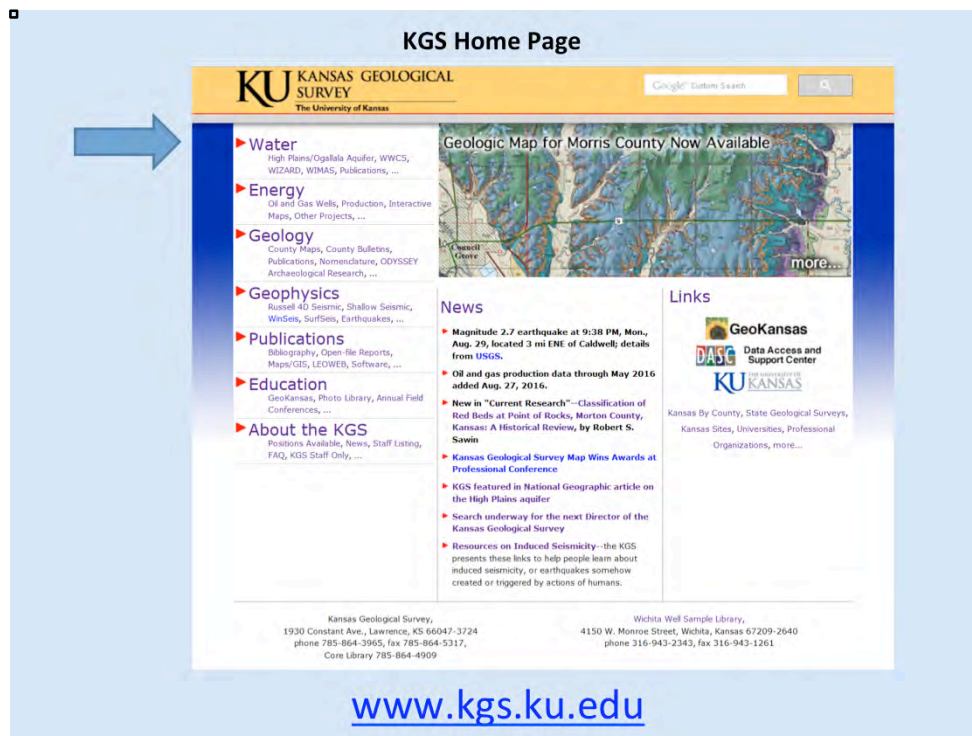 KGS Home Page
KU KANSAS GEOLOGICAL
SURVEY
The University of Kansas
Google Custom Search
Water
High Plains/Ogallala Aquifer, WWC5,
WIZARD, WIMAS, Publications, ...
Energy
Oil and Gas Wells, Production, Interactive
Maps, Other Projects, ...
Geology
County Maps, County Bulletins,
Publications, Nomenclature, ODYSSEY
Archaeological Research, ...
Geophysics
Russell 4D Seismic, Shallow Seismic,
WinSeis, SurfSeis, Earthquakes, ...
Publications
Bibliography, Open-file Reports,
Maps/GIS, LEOWEB, Software, ...
Education
GeoKansas, Photo Library, Annual Field
Conferences, ...
About the KGS
Positions Available, News, Staff Listing,
FAQ, KGS Staff Only, ...
Geologic Map for Morris County Now Available
Council
Grove
more...
News
Magnitude 2.7 earthquake at 9:38 PM, Mon.,
Aug. 29, located 3 mi ENE of Caldwell; details
from USGS.
Oil and gas production data through May 2016
added Aug. 27, 2016.
New in "Current Research"--Classification of
Red Beds at Point of Rocks, Morton County,
Kansas: A Historical Review, by Robert S.
Sawin
Kansas Geological Survey Map Wins Awards at
Professional Conference
KGS featured in National Geographic article on
the High Plains aquifer
Search underway for the next Director of the
Kansas Geological Survey
Resources on Induced Seismicity--the KGS
presents these links to help people learn about
induced seismicity, or earthquakes somehow
created or triggered by actions of humans.
Links
GeoKansas
DASC Data Access and
Support Center
KU THE UNIVERSITY OF
KANSAS
Kansas By County, State Geological Surveys,
Kansas Sites, Universities, Professional
Organizations, more...
Kansas Geological Survey,
1930 Constant Ave., Lawrence, KS 66047-3724
phone 785-864-3965, fax 785-864-5317,
Core Library 785-864-4909
Wichita Well Sample Library,
4150 W. Monroe Street, Wichita, Kansas 67209-2640
phone 316-943-2343, fax 316-943-1261
www.kgs.ku.edu